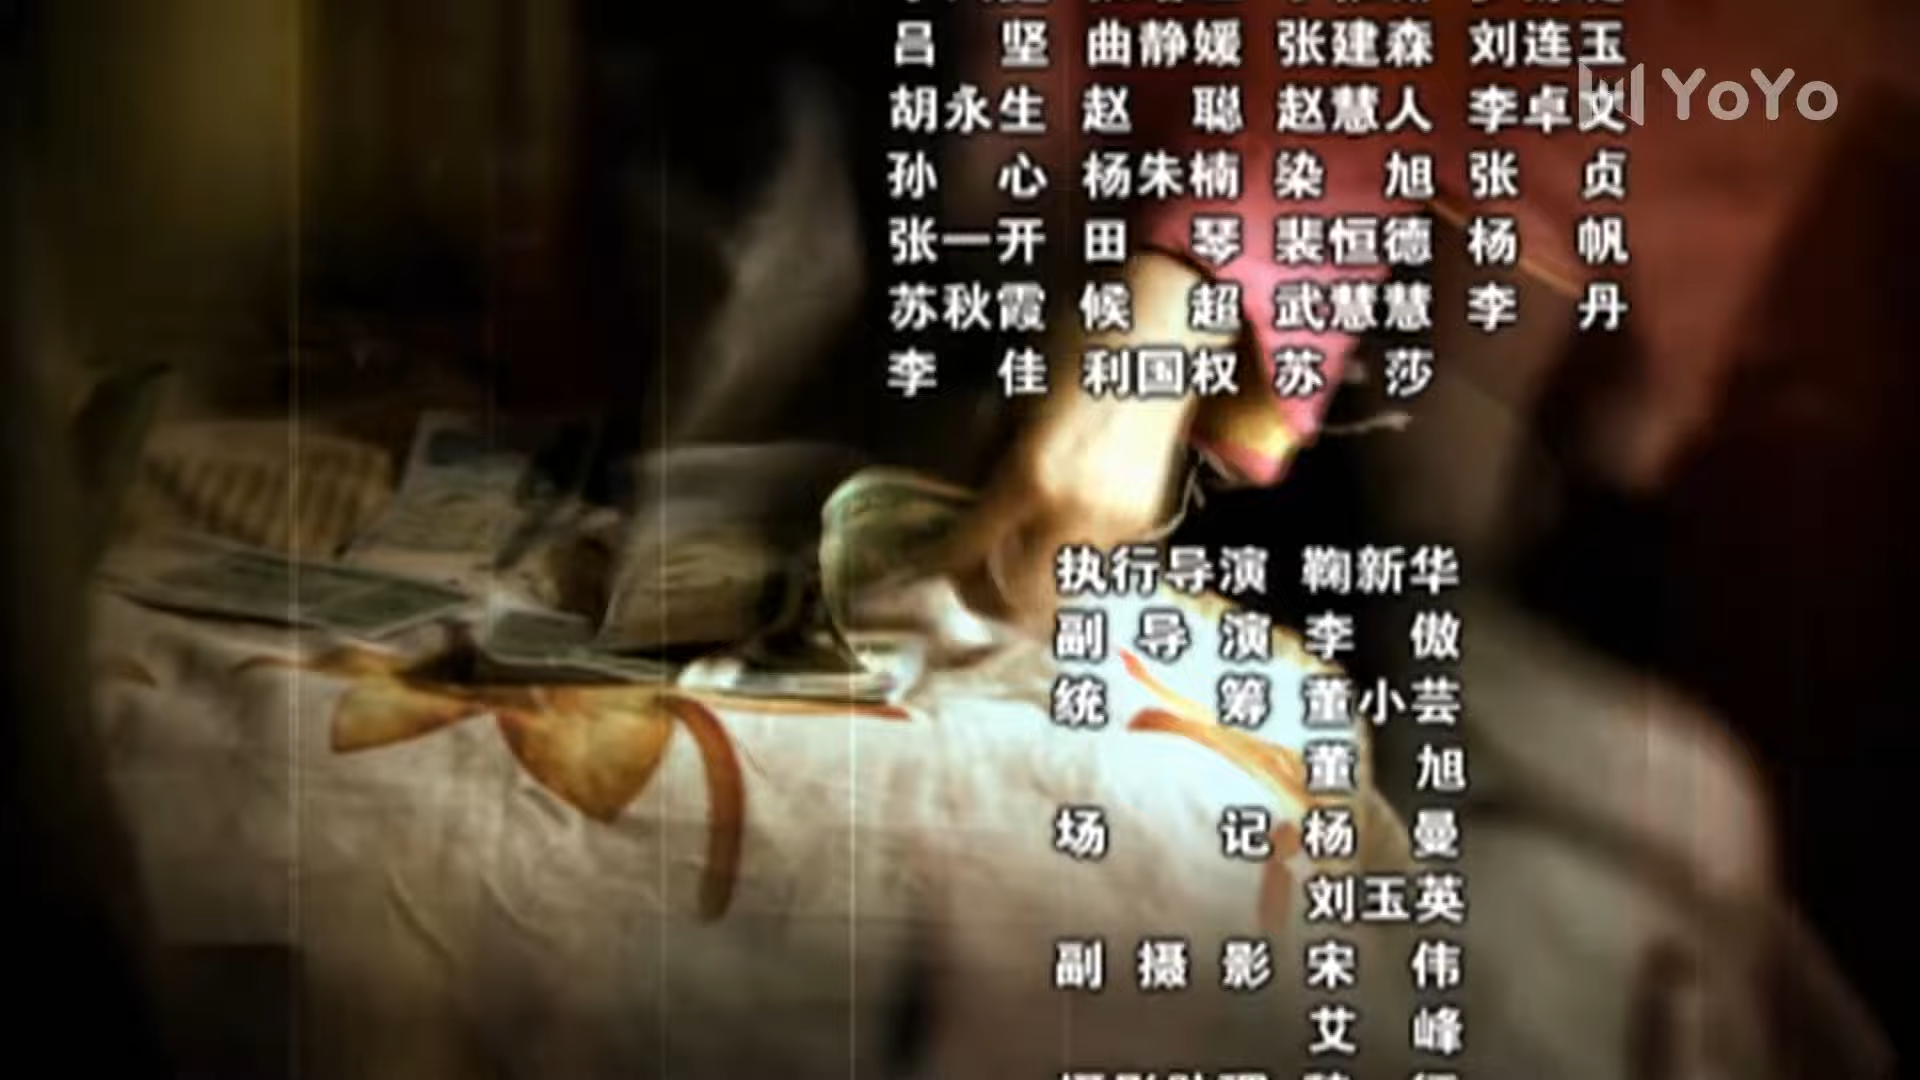 吕 坚 曲静媛 张建森 刘连玉
YoYo
胡永生 赵 聪 赵慧人 李卓文
孙 心 杨朱楠 染 旭 张 贞
张一开 田 琴 裴恒德 杨 帆
苏秋霞 候 超 武慧慧 李 丹
李 佳 利国权 苏 莎
执行导演 鞠新华
副 导 演 李 傲
统 筹 董小芸
董 旭
场 记 杨 曼
刘玉英
副 摄 影 宋 伟
艾 峰